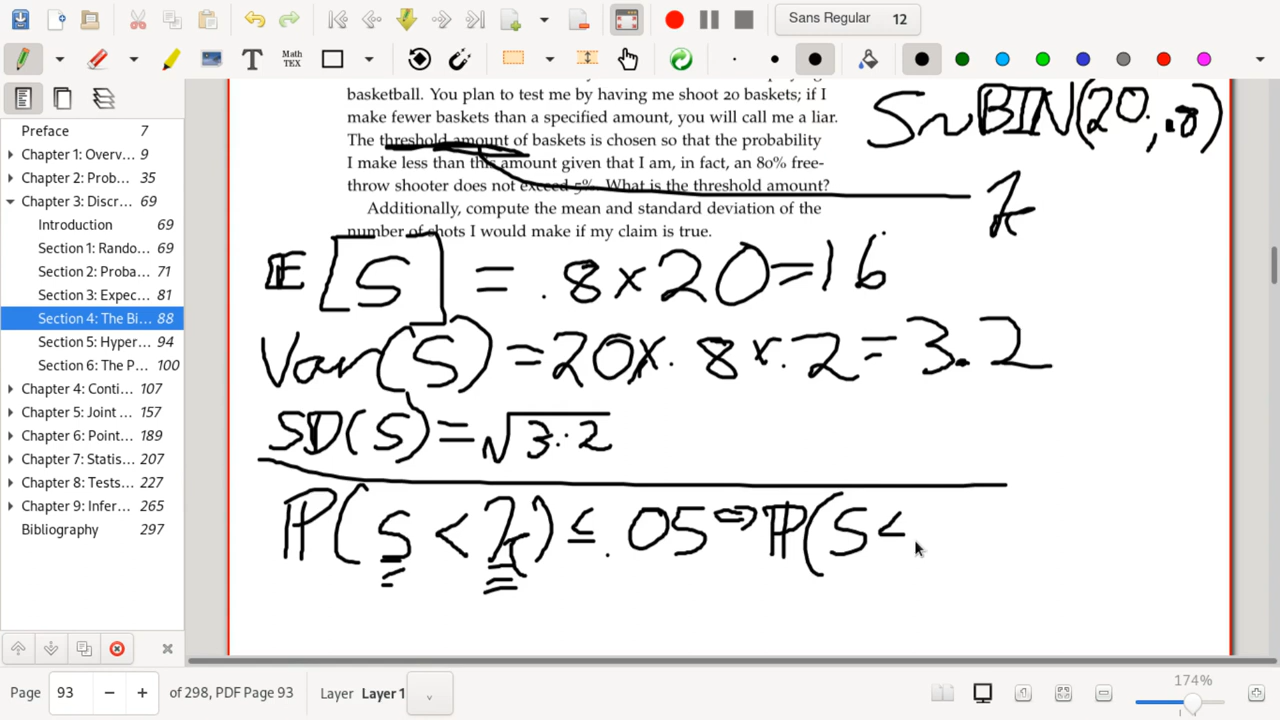 Sans Regular 12
T Math TEX
Preface 7
Chapter 1: Overv... 9
Chapter 2: Prob... 35
Chapter 3: Discr... 69
Introduction 69
Section 1: Rando... 69
Section 2: Proba... 71
Section 3: Expec... 81
Section 4: The Bi... 88
Section 5: Hyper... 94
Section 6: The P... 100
Chapter 4: Conti... 107
Chapter 5: Joint ... 157
Chapter 6: Point... 189
Chapter 7: Statis... 207
Chapter 8: Tests... 227
Chapter 9: Infer... 265
Bibliography 297
basketball. You plan to test me by having me shoot 20 baskets; if I
make fewer baskets than a specified amount, you will call me a liar.
The threshold amount of baskets is chosen so that the probability
I make less than this amount given that I am, in fact, an 80% free-
throw shooter does not exceed 5%. What is the threshold amount?
Additionally, compute the mean and standard deviation of the
number of shots I would make if my claim is true.
S~BIN(20, .8)
k
𝔼[S] = .8×20=16
Var(S) =20×.8×.2=3.2
SD(S)=√3.2
ℙ(S<k)≤.05⇔ℙ(S<
Page 93 of 298, PDF Page 93 Layer Layer 1 174%